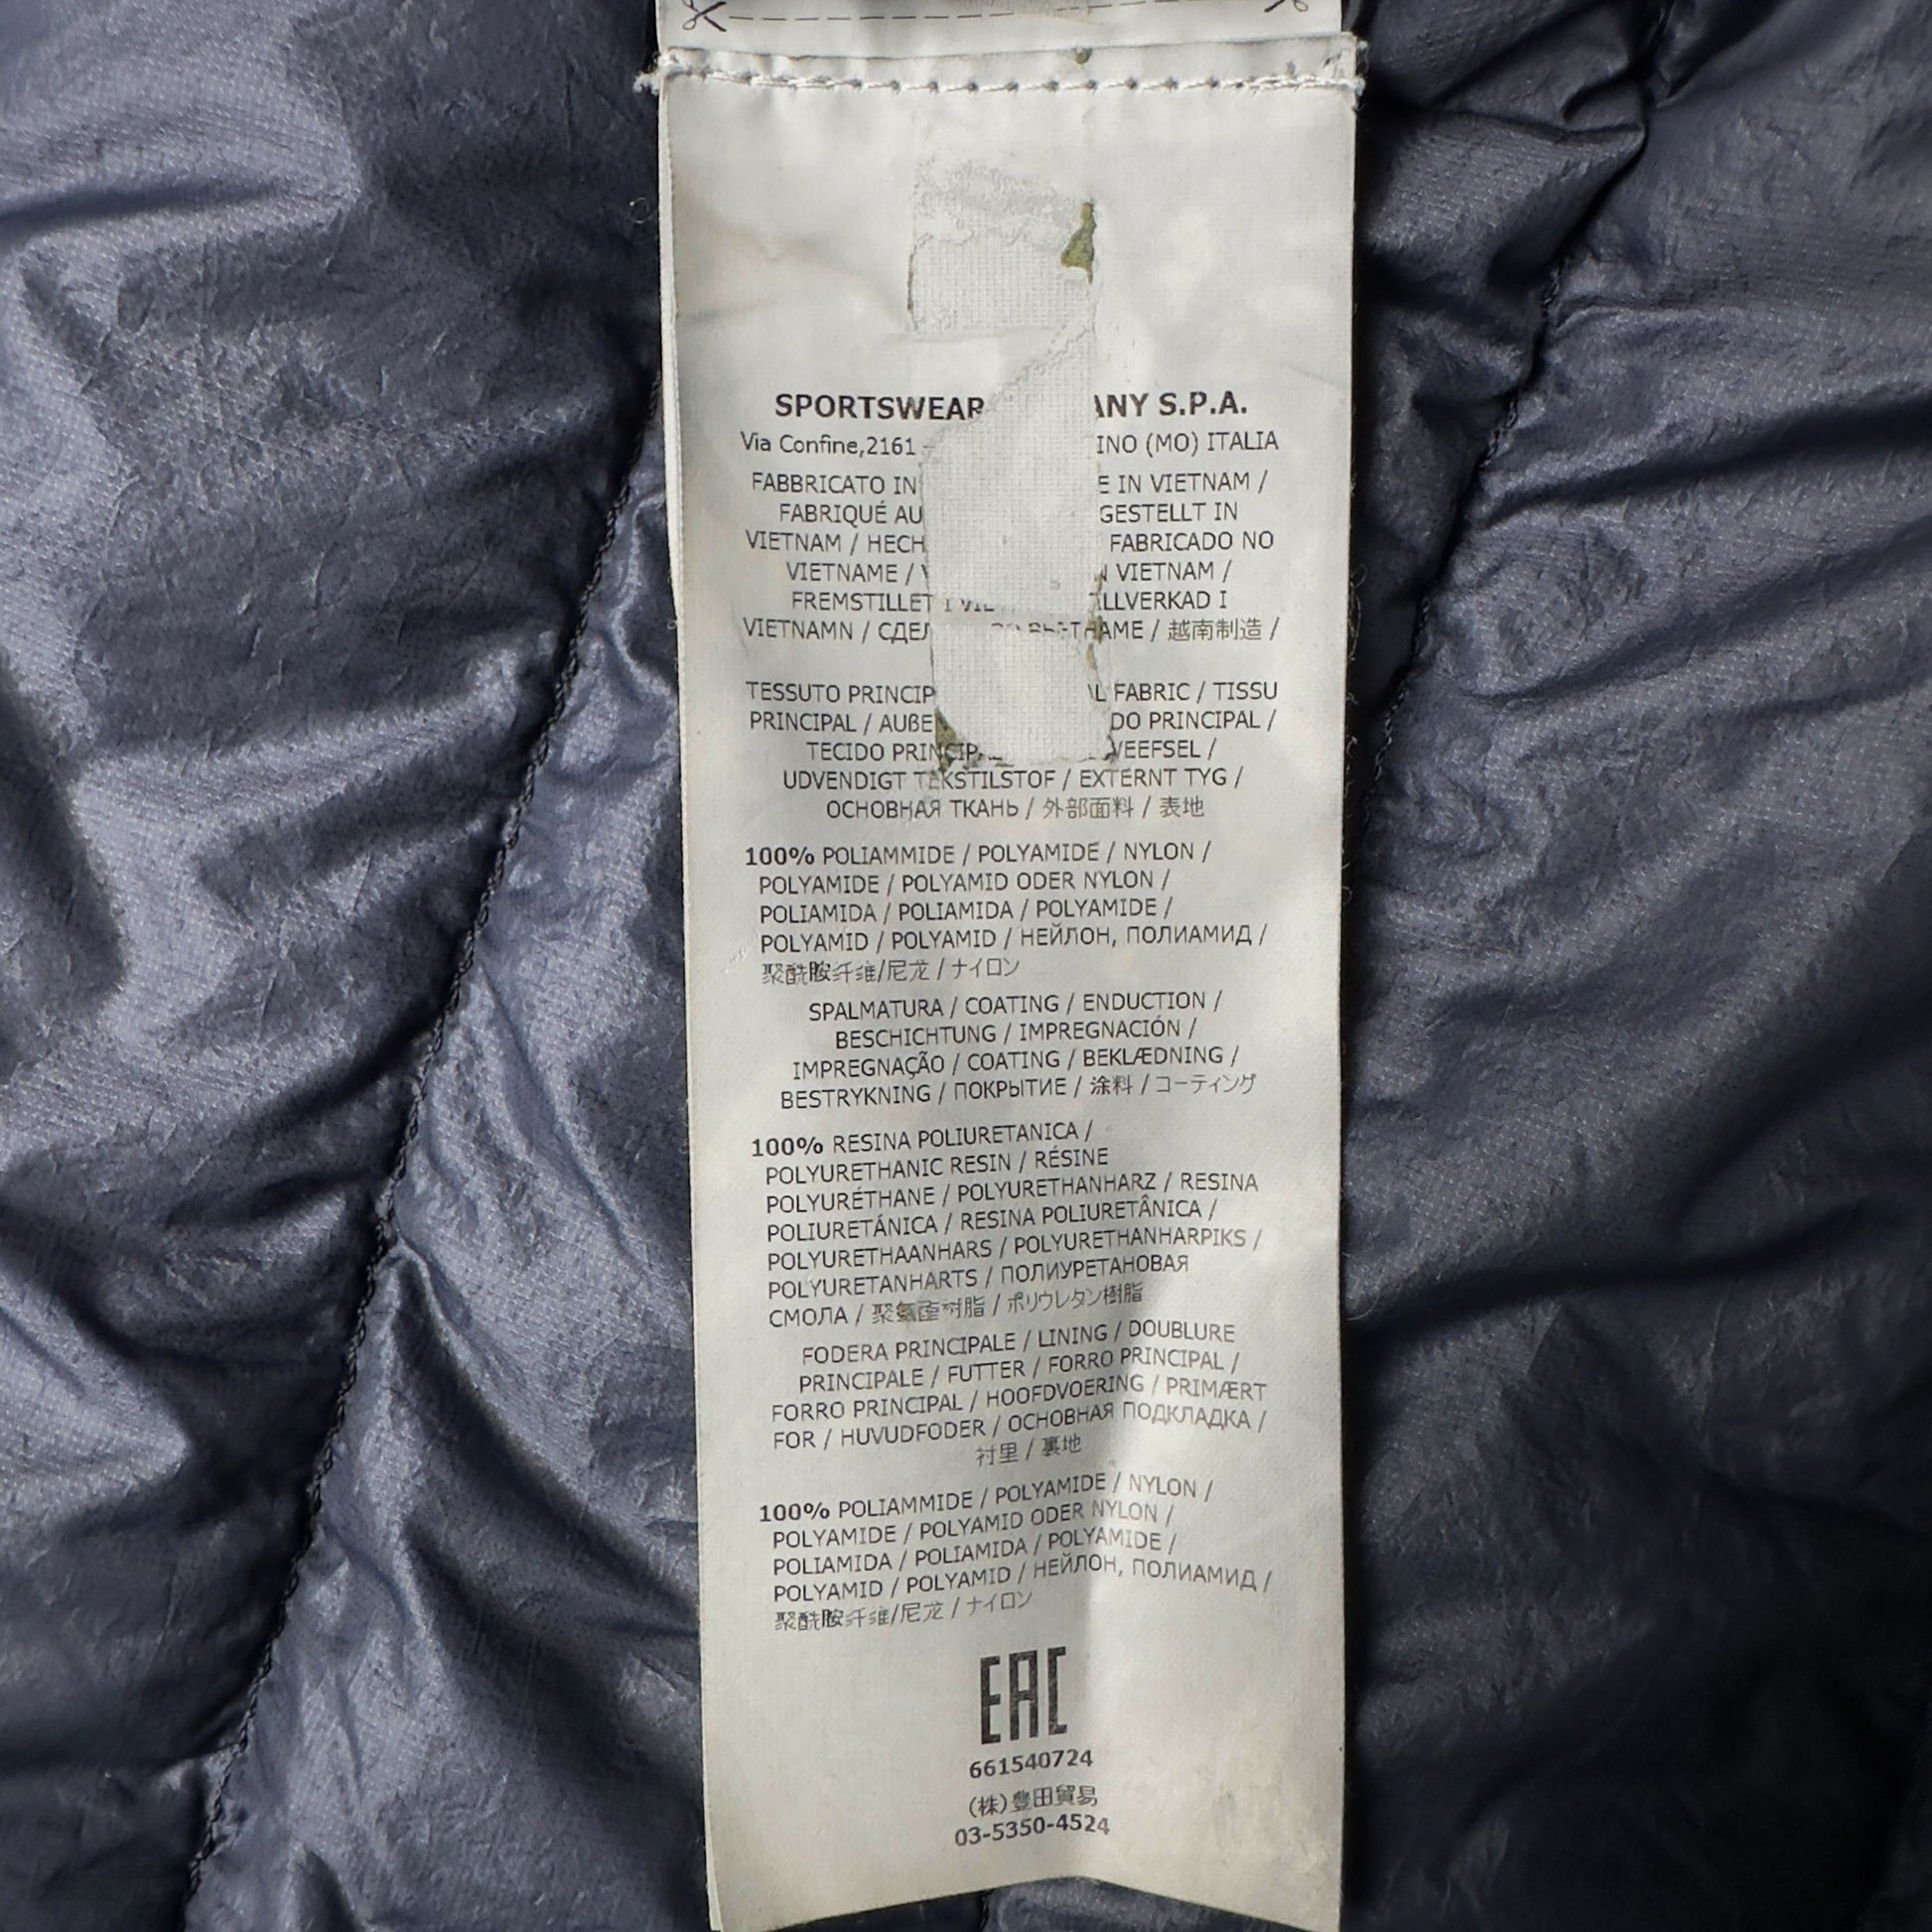 SPORTSWEAR ANY S.P.A.
Via Confine,2161 - INO (MO) ITALIA
FABBRICATO IN E IN VIETNAM /
FABRIQUÉ AU GESTELLT IN
VIETNAM / HECH FABRICADO NO
VIETNAME / N VIETNAM /
FREMSTILLET I VIE ILLVERKAD I
VIETNAMN / СДЕЛ ВЬЕТНАМЕ / 越南制造 /
TESSUTO PRINCIP AL FABRIC / TISSU
PRINCIPAL / AUßE DO PRINCIPAL /
TECIDO PRINCIPA WEEFSEL /
UDVENDIGT TEKSTILSTOF / EXTERNT TYG /
ОСНОВНАЯ ТКАНЬ / 外部面料 / 表地
100% POLIAMMIDE / POLYAMIDE / NYLON /
POLYAMIDE / POLYAMID ODER NYLON /
POLIAMIDA / POLIAMIDA / POLYAMIDE /
POLYAMID / POLYAMID / НЕЙЛОН, ПОЛИАМИД /
聚酰胺纤维/尼龙 / ナイロン
SPALMATURA / COATING / ENDUCTION /
BESCHICHTUNG / IMPREGNACIÓN /
IMPREGNAÇÃO / COATING / BEKLÆDNING /
BESTRYKNING / ПОКРЫТИЕ / 涂料 / コーティング
100% RESINA POLIURETANICA /
POLYURETHANIC RESIN / RÉSINE
POLYURÉTHANE / POLYURETHANHARZ / RESINA
POLIURETÁNICA / RESINA POLIURETÂNICA /
POLYURETHAANHARS / POLYURETHANHARPIKS /
POLYURETANHARTS / ПОЛИУРЕТАНОВАЯ
СМОЛА / 聚氨酯树脂 / ポリウレタン樹脂
FODERA PRINCIPALE / LINING / DOUBLURE
PRINCIPALE / FUTTER / FORRO PRINCIPAL /
FORRO PRINCIPAL / HOOFDVOERING / PRIMÆRT
FOR / HUVUDFODER / ОСНОВНАЯ ПОДКЛАДКА /
衬里 / 裏地
100% POLIAMMIDE / POLYAMIDE / NYLON /
POLYAMIDE / POLYAMID ODER NYLON /
POLIAMIDA / POLIAMIDA / POLYAMIDE /
POLYAMID / POLYAMID / НЕЙЛОН, ПОЛИАМИД /
聚酰胺纤维/尼龙 / ナイロン
EAC
661540724
(株)豊田貿易
03-5350-4524